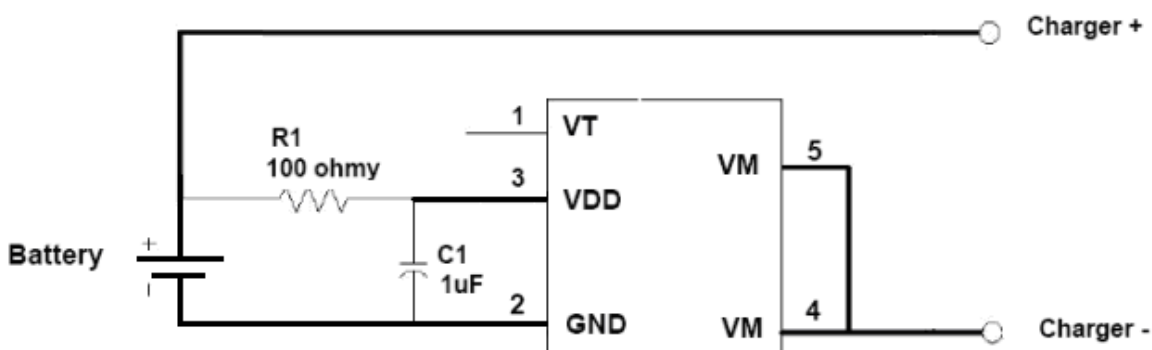 Charger +
1
VT
R1
100 ohmy
VM
5
3
VDD
+
Battery
C1
1uF
2
GND
VM
4
Charger -